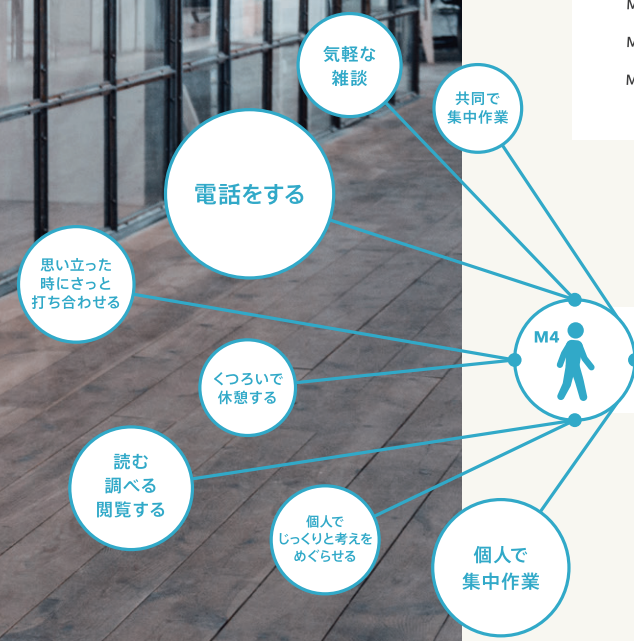 気軽な
雑談
共同で
集中作業
電話をする
思い立った
時にさっと
打ち合わせる
M4
くつろいで
休憩する
読む
調べる
閲覧する
個人で
じっくりと考えを
めぐらせる
個人で
集中作業